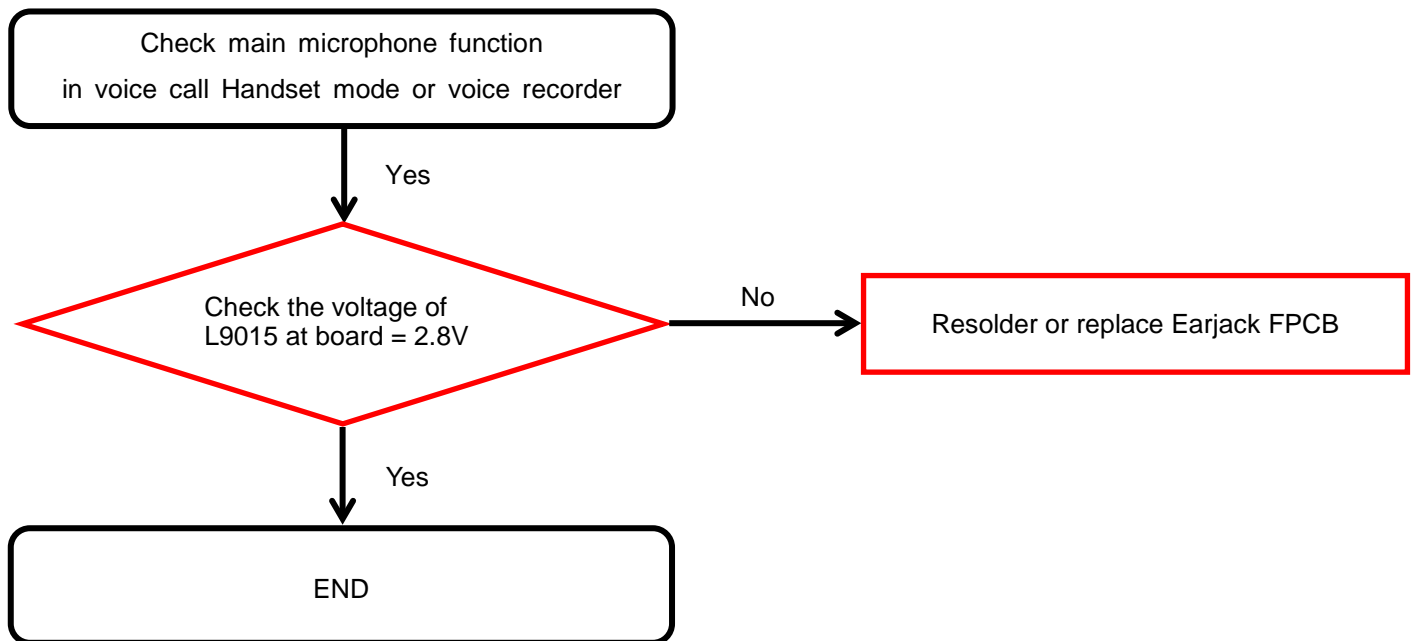 Check main microphone function
in voice call Handset mode or voice recorder
Yes
Check the voltage of
L9015 at board = 2.8V
No
Resolder or replace Earjack FPCB
Yes
END